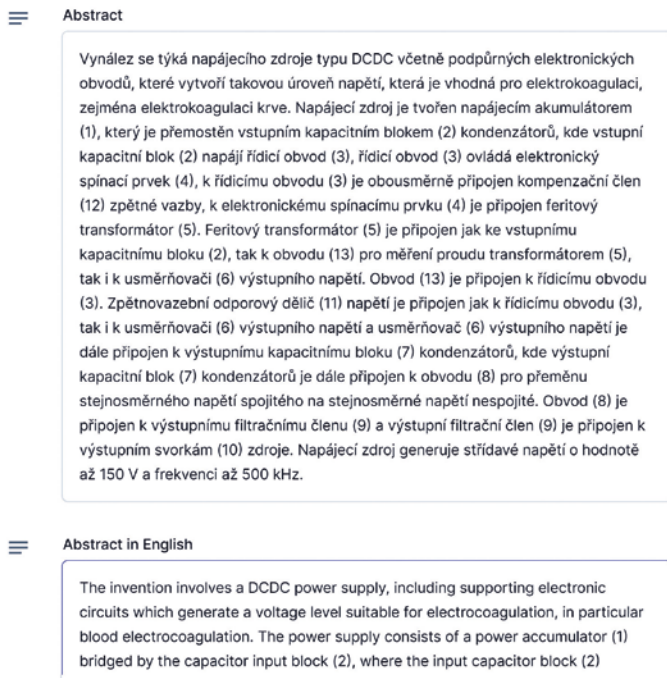 Abstract
Vynález se týká napájecího zdroje typu DCDC včetně podpůrných elektronických
obvodů, které vytvoří takovou úroveň napětí, která je vhodná pro elektrokoagulaci,
zejména elektrokoagulaci krve. Napájecí zdroj je tvořen napájecím akumulátorem
(1), který je přemostěn vstupním kapacitním blokem (2) kondenzátorů, kde vstupní
kapacitní blok (2) napájí řídicí obvod (3), řídicí obvod (3) ovládá elektronický
spínací prvek (4), k řídicímu obvodu (3) je obousměrně připojen kompenzační člen
(12) zpětné vazby, k elektronickému spínacímu prvku (4) je připojen feritový
transformátor (5). Feritový transformátor (5) je připojen jak ke vstupnímu
kapacitnímu bloku (2), tak k obvodu (13) pro měření proudu transformátorem (5),
tak i k usměrňovači (6) výstupního napětí. Obvod (13) je připojen k řídicímu obvodu
(3). Zpětnovazební odporový dělič (11) napětí je připojen jak k řídicímu obvodu (3),
tak i k usměrňovači (6) výstupního napětí a usměrňovač (6) výstupního napětí je
dále připojen k výstupnímu kapacitnímu bloku (7) kondenzátorů, kde výstupní
kapacitní blok (7) kondenzátorů je dále připojen k obvodu (8) pro přeměnu
stejnosměrného napětí spojitého na stejnosměrné napětí nespojité. Obvod (8) je
připojen k výstupnímu filtračnímu členu (9) a výstupní filtrační člen (9) je připojen k
výstupním svorkám (10) zdroje. Napájecí zdroj generuje střídavé napětí o hodnotě
až 150 V a frekvenci až 500 kHz.
Abstract in English
The invention involves a DCDC power supply, including supporting electronic
circuits which generate a voltage level suitable for electrocoagulation, in particular
blood electrocoagulation. The power supply consists of a power accumulator (1)
bridged by the capacitor input block (2), where the input capacitor block (2)